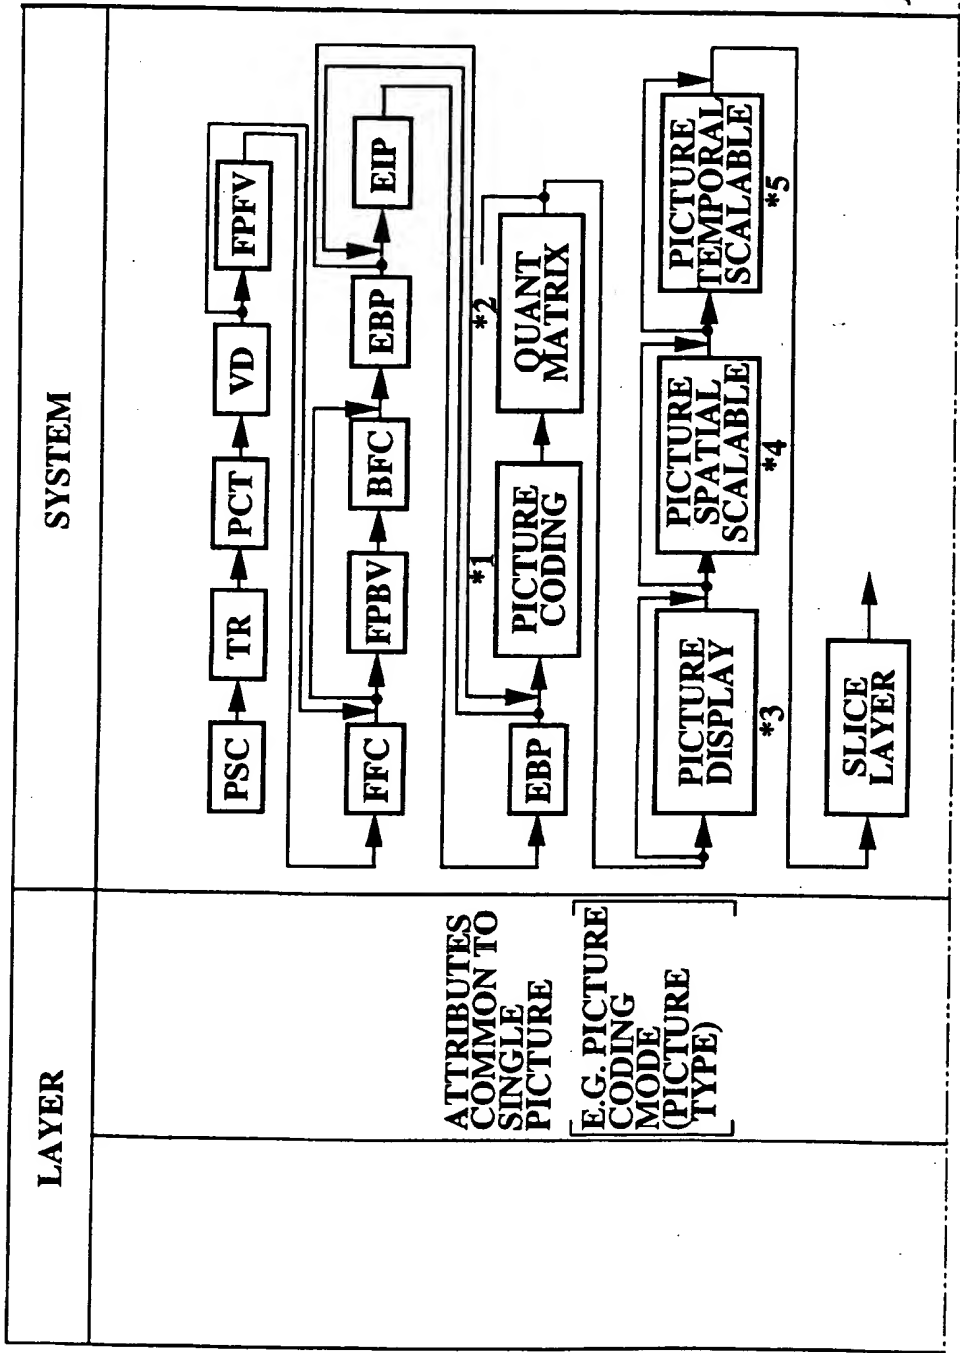 LAYER
SYSTEM
ATTRIBUTES
COMMON TO
SINGLE
PICTURE
E.G. PICTURE
CODING
MODE
(PICTURE
TYPE)
PSC
TR
PCT
VD
FPFV
FFC
FPBV
BFC
EBP
EIP
EBP
*1
PICTURE
CODING
*2
QUANT
MATRIX
PICTURE
DISPLAY
*3
PICTURE
SPATIAL
SCALABLE
*4
PICTURE
TEMPORAL
SCALABLE
*5
SLICE
LAYER